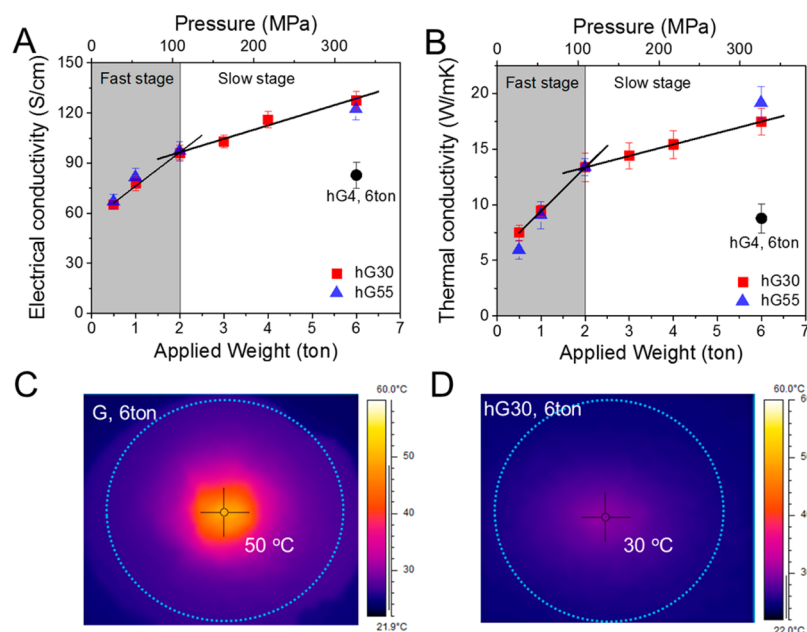 A
Pressure (MPa)
0 100 200 300
Electrical conductivity (S/cm)
150
120
90
60
30
0
Fast stage
Slow stage
hG4, 6ton
hG30
hG55
0 1 2 3 4 5 6 7
Applied Weight (ton)
B
Pressure (MPa)
0 100 200 300
Thermal conductivity (W/mK)
25
20
15
10
5
0
Fast stage
Slow stage
hG4, 6ton
hG30
hG55
0 1 2 3 4 5 6 7
Applied Weight (ton)
C
G, 6ton
50 °C
60.0°C
50
40
30
21.9°C
D
hG30, 6ton
30 °C
60.0°C
50
40
30
22.0°C